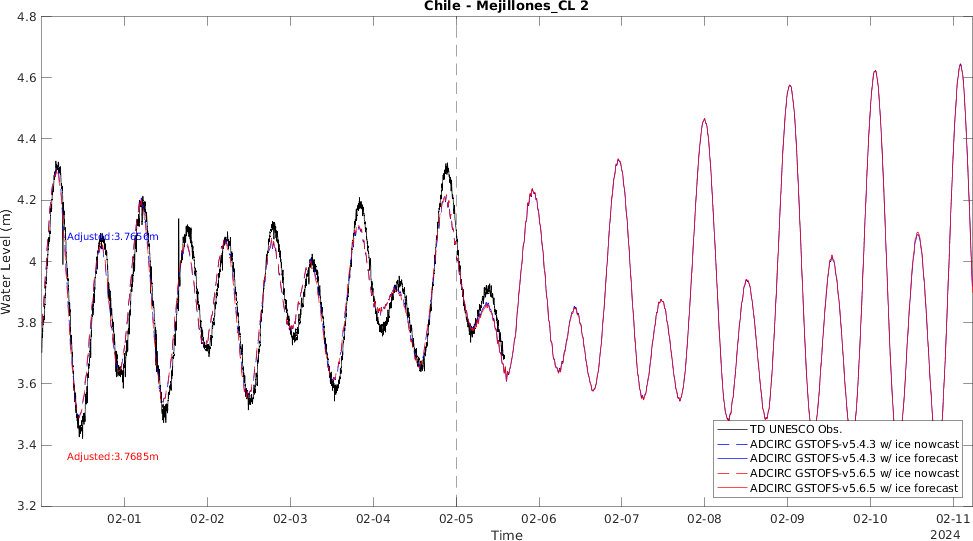 Chile - Mejillones_CL 2
4.8
4.6
4.4
4.2
4
3.8
3.6
3.4
3.2
Water Level (m)
Adjusted:3.7656m
Adjusted:3.7685m
TD UNESCO Obs.
ADCIRC GSTOFS-v5.4.3 w/ ice nowcast
ADCIRC GSTOFS-v5.4.3 w/ ice forecast
ADCIRC GSTOFS-v5.6.5 w/ ice nowcast
ADCIRC GSTOFS-v5.6.5 w/ ice forecast
02-01 02-02 02-03 02-04 02-05 02-06 02-07 02-08 02-09 02-10 02-11
Time
2024